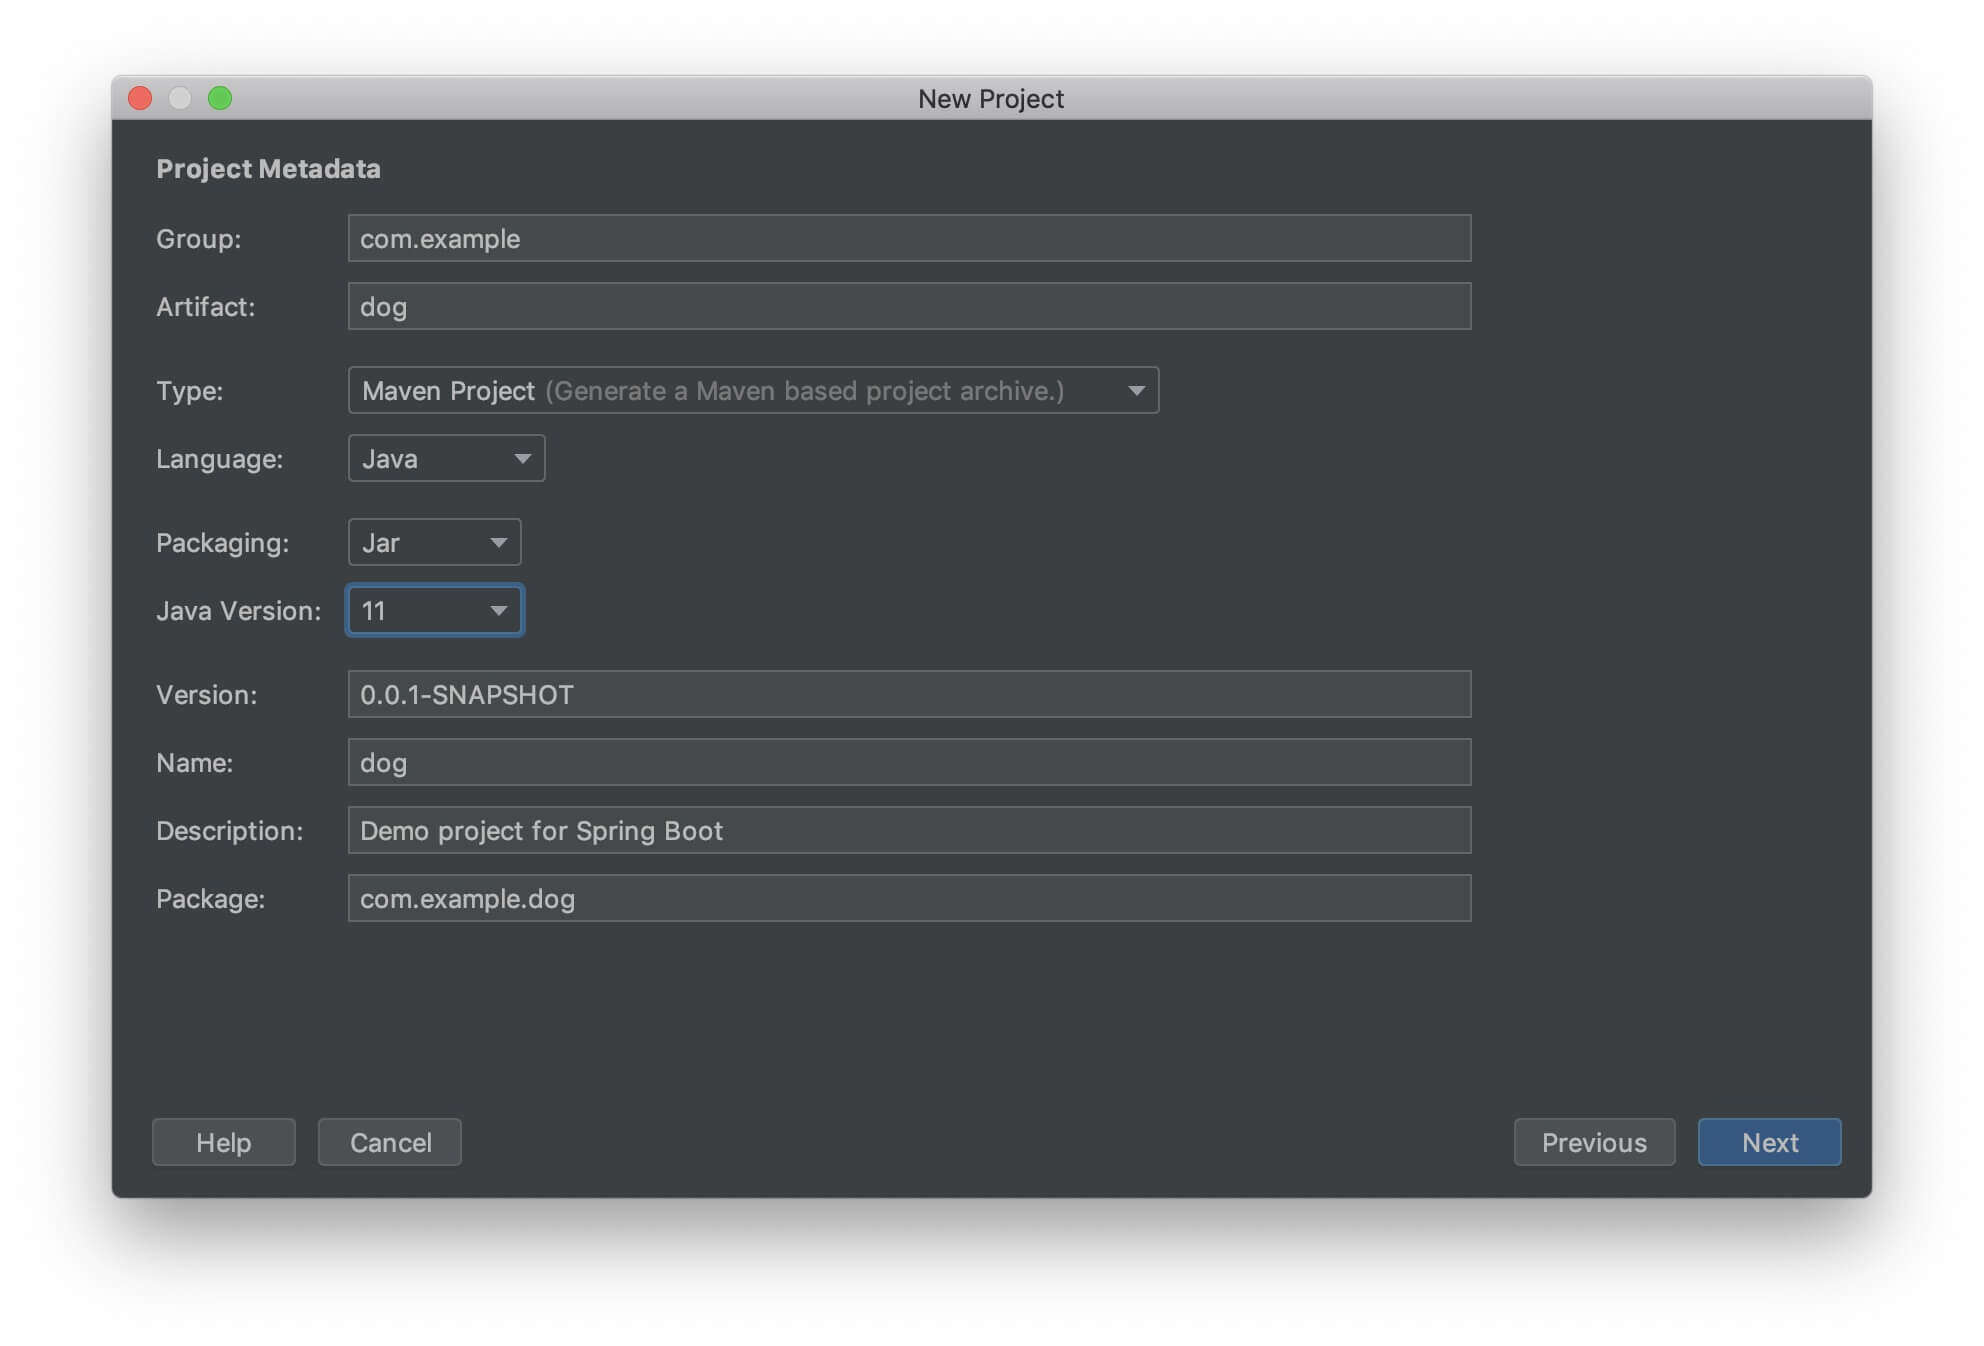 New Project
Project Metadata
Group: com.example
Artifact: dog
Type: Maven Project (Generate a Maven based project archive.)
Language: Java
Packaging: Jar
Java Version: 11
Version: 0.0.1-SNAPSHOT
Name: dog
Description: Demo project for Spring Boot
Package: com.example.dog
Help Cancel Previous Next